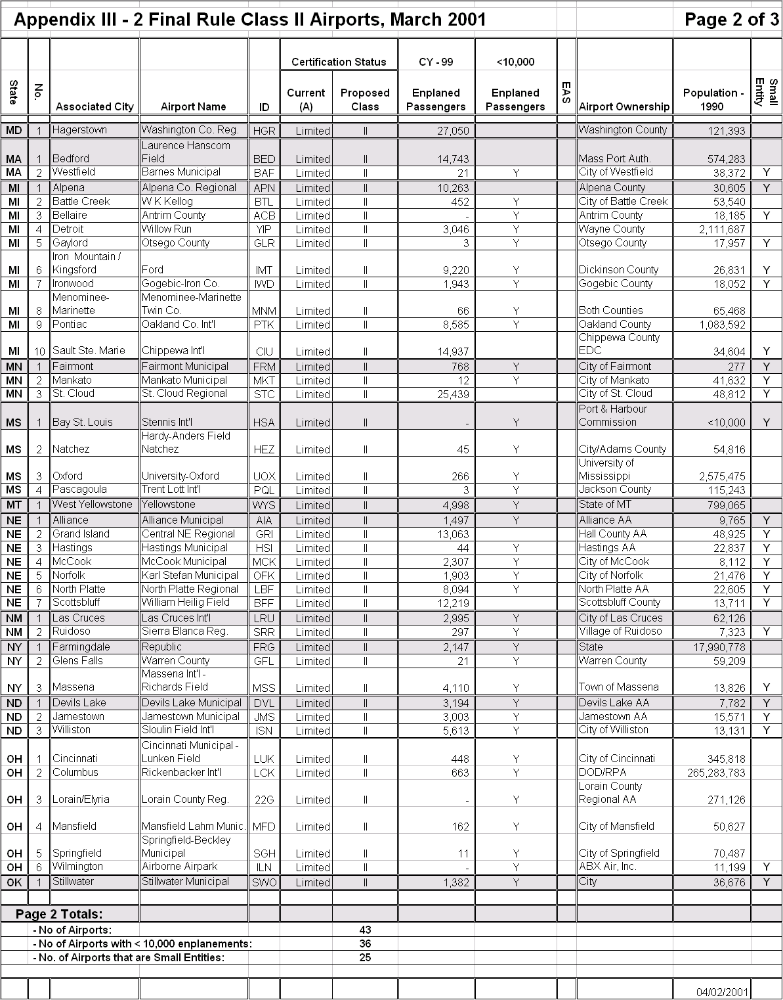 Appendix III - 2 Final Rule Class II Airports, March 2001 Page 2 of 3
Certification Status CY - 99 <10,000
State No. Associated City Airport Name ID Current (A) Proposed Class Enplaned Passengers Enplaned Passengers EAS Airport Ownership Population - 1990 Small Entity
MD 1 Hagerstown Washington Co. Reg. HGR Limited II 27,050 Washington County 121,393
MA 1 Bedford Laurence Hanscom Field BED Limited II 14,743 Mass Port Auth. 574,283
MA 2 Westfield Barnes Municipal BAF Limited II 21 Y City of Westfield 38,372 Y
MI 1 Alpena Alpena Co. Regional APN Limited II 10,263 Alpena County 30,605 Y
MI 2 Battle Creek W K Kellog BTL Limited II 452 Y City of Battle Creek 53,540
MI 3 Bellaire Antrim County ACB Limited II - Y Antrim County 18,185 Y
MI 4 Detroit Willow Run YIP Limited II 3,046 Y Wayne County 2,111,687
MI 5 Gaylord Otsego County GLR Limited II 3 Y Otsego County 17,957 Y
MI 6 Iron Mountain / Kingsford Ford IMT Limited II 9,220 Y Dickinson County 26,831 Y
MI 7 Ironwood Gogebic-Iron Co. IWD Limited II 1,943 Y Gogebic County 18,052 Y
MI 8 Menominee-Marinette Menominee-Marinette Twin Co. MNM Limited II 66 Y Both Counties 65,468
MI 9 Pontiac Oakland Co. Int'l PTK Limited II 8,585 Y Oakland County 1,083,592
MI 10 Sault Ste. Marie Chippewa Int'l CIU Limited II 14,937 Chippewa County EDC 34,604 Y
MN 1 Fairmont Fairmont Municipal FRM Limited II 768 Y City of Fairmont 277 Y
MN 2 Mankato Mankato Municipal MKT Limited II 12 Y City of Mankato 41,632 Y
MN 3 St. Cloud St. Cloud Regional STC Limited II 25,439 City of St. Cloud 48,812 Y
MS 1 Bay St. Louis Stennis Int'l HSA Limited II - Y Port & Harbour Commission <10,000 Y
MS 2 Natchez Hardy-Anders Field Natchez HEZ Limited II 45 Y City/Adams County 54,816
MS 3 Oxford University-Oxford UOX Limited II 266 Y University of Mississippi 2,575,475
MS 4 Pascagoula Trent Lott Int'l PQL Limited II 3 Y Jackson County 115,243
MT 1 West Yellowstone Yellowstone WYS Limited II 4,998 Y State of MT 799,065
NE 1 Alliance Alliance Municipal AIA Limited II 1,497 Y Alliance AA 9,765 Y
NE 2 Grand Island Central NE Regional GRI Limited II 13,063 Hall County AA 48,925 Y
NE 3 Hastings Hastings Municipal HSI Limited II 44 Y Hastings AA 22,837 Y
NE 4 McCook McCook Municipal MCK Limited II 2,307 Y City of McCook 8,112 Y
NE 5 Norfolk Karl Stefan Municipal OFK Limited II 1,903 Y City of Norfolk 21,476 Y
NE 6 North Platte North Platte Regional LBF Limited II 8,094 Y North Platte AA 22,605 Y
NE 7 Scottsbluff William Heilig Field BFF Limited II 12,219 Scottsbluff County 13,711 Y
NM 1 Las Cruces Las Cruces Int'l LRU Limited II 2,995 Y City of Las Cruces 62,126
NM 2 Ruidoso Sierra Blanca Reg. SRR Limited II 297 Y Village of Ruidoso 7,323 Y
NY 1 Farmingdale Republic FRG Limited II 2,147 Y State 17,990,778
NY 2 Glens Falls Warren County GFL Limited II 21 Y Warren County 59,209
NY 3 Massena Massena Int'l - Richards Field MSS Limited II 4,110 Y Town of Massena 13,826 Y
ND 1 Devils Lake Devils Lake Municipal DVL Limited II 3,194 Y Devils Lake AA 7,782 Y
ND 2 Jamestown Jamestown Municipal JMS Limited II 3,003 Y Jamestown AA 15,571 Y
ND 3 Williston Sloulin Field Int'l ISN Limited II 5,613 Y City of Williston 13,131 Y
OH 1 Cincinnati Cincinnati Municipal - Lunken Field LUK Limited II 448 Y City of Cincinnati 345,818
OH 2 Columbus Rickenbacker Int'l LCK Limited II 663 Y DOD/RPA 265,283,783
OH 3 Lorain/Elyria Lorain County Reg. 22G Limited II - Y Lorain County Regional AA 271,126
OH 4 Mansfield Mansfield Lahm Munic. MFD Limited II 162 Y City of Mansfield 50,627
OH 5 Springfield Springfield-Beckley Municipal SGH Limited II 11 Y City of Springfield 70,487
OH 6 Wilmington Airborne Airpark ILN Limited II - Y ABX Air, Inc. 11,199 Y
OK 1 Stillwater Stillwater Municipal SWO Limited II 1,382 Y City 36,676 Y
Page 2 Totals:
- No of Airports: 43
- No of Airports with < 10,000 enplanements: 36
- No. of Airports that are Small Entities: 25
04/02/2001